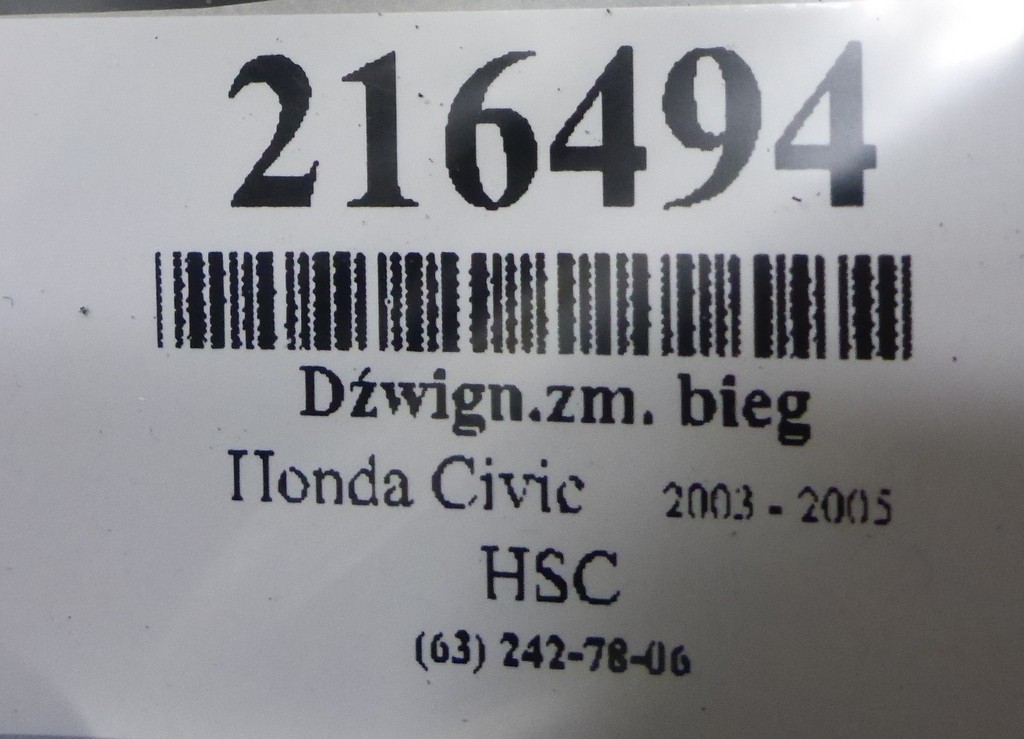 216494
Dźwign.zm. bieg
Honda Civic 2003 - 2005
HSC
(63) 242-78-06